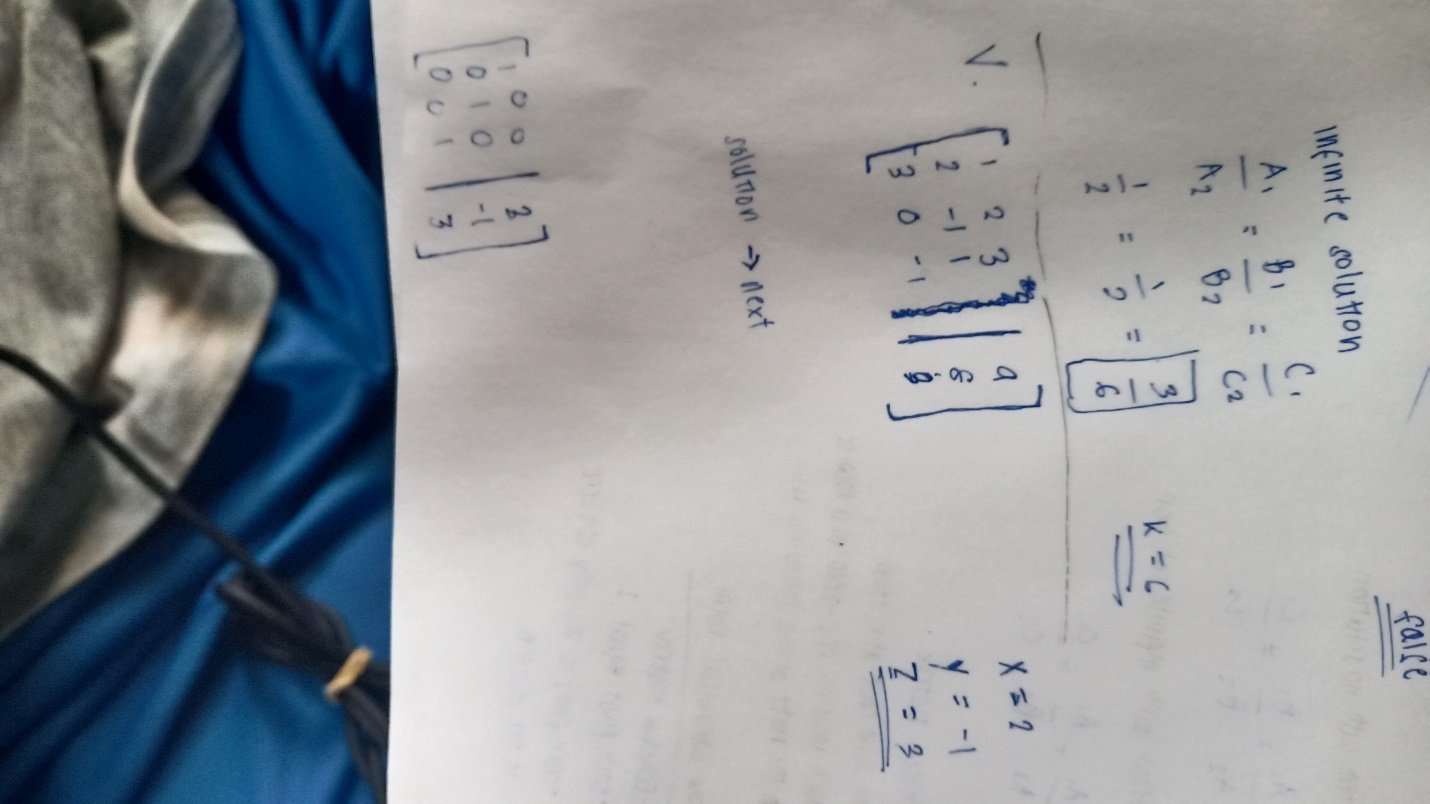 false
infinite solution
A1/A2 = B1/B2 = C1/C2
1/2 = 1/2 = 3/6
K = 6
V.
[ 1 2 3 | 9
2 -1 1 | 8
3 0 -1 | ]
X = 2
y = -1
Z = 3
solution → next
[ 1 0 0 | 2
0 1 0 | -1
0 0 1 | 3 ]